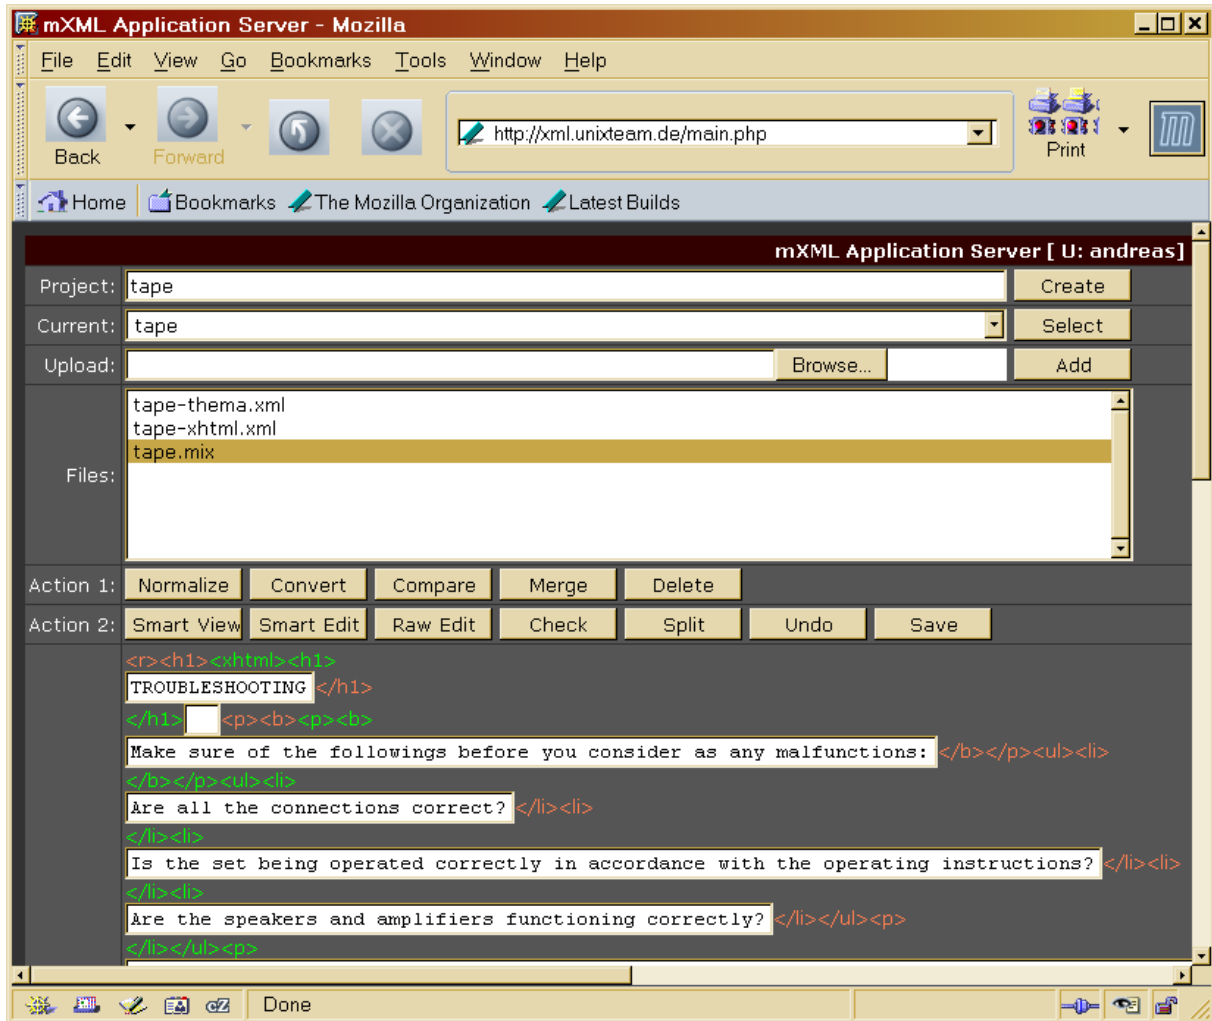 mXML Application Server - Mozilla
File Edit View Go Bookmarks Tools Window Help
Back Forward http://xml.unixteam.de/main.php Print
Home Bookmarks The Mozilla Organization Latest Builds
mXML Application Server [ U: andreas]
Project: tape Create
Current: tape Select
Upload: Browse... Add
Files:
tape-thema.xml
tape-xhtml.xml
tape.mix
Action 1: Normalize Convert Compare Merge Delete
Action 2: Smart View Smart Edit Raw Edit Check Split Undo Save
<r><h1><xhtml><h1>
TROUBLESHOOTING </h1>
</h1> <p><b><p><b>
Make sure of the followings before you consider as any malfunctions: </b></p><ul><li>
</b></p><ul><li>
Are all the connections correct? </li><li>
</li><li>
Is the set being operated correctly in accordance with the operating instructions? </li><li>
</li><li>
Are the speakers and amplifiers functioning correctly? </li></ul><p>
</li></ul><p>
cZ Done